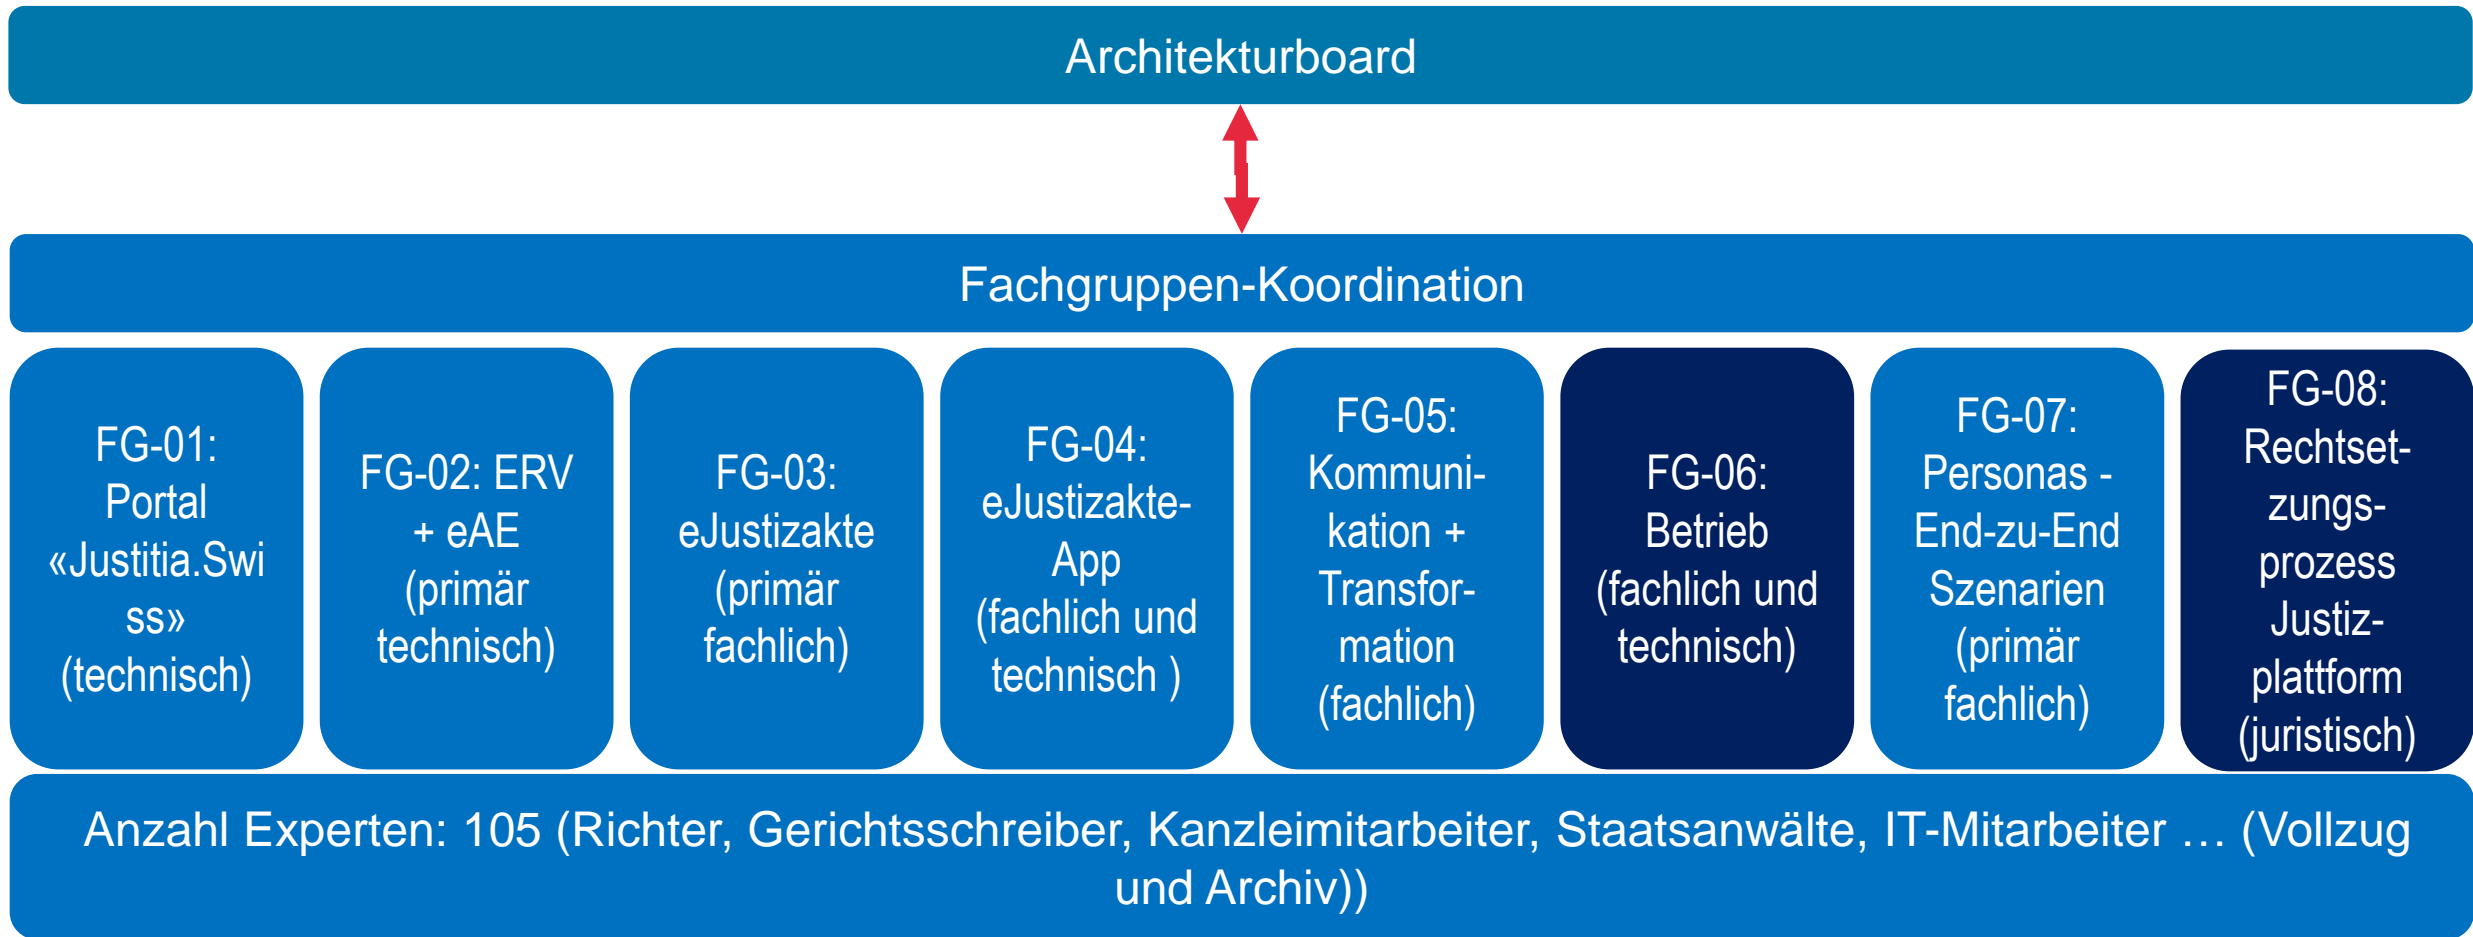 Architekturboard
Fachgruppen-Koordination
FG-01:
Portal
«Justitia.Swi
ss»
(technisch)
FG-02: ERV
+ eAE
(primär
technisch)
FG-03:
eJustizakte
(primär
fachlich)
FG-04:
eJustizakte-
App
(fachlich und
technisch )
FG-05:
Kommuni-
kation +
Transfor-
mation
(fachlich)
FG-06:
Betrieb
(fachlich und
technisch)
FG-07:
Personas -
End-zu-End
Szenarien
(primär
fachlich)
FG-08:
Rechtset-
zungs-
prozess
Justiz-
plattform
(juristisch)
Anzahl Experten: 105 (Richter, Gerichtsschreiber, Kanzleimitarbeiter, Staatsanwälte, IT-Mitarbeiter … (Vollzug
und Archiv))